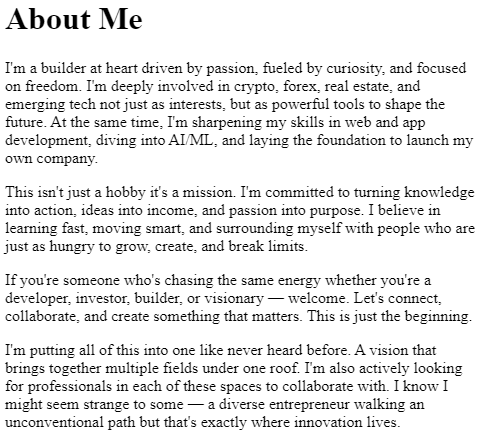 About Me
I'm a builder at heart driven by passion, fueled by curiosity, and focused
on freedom. I'm deeply involved in crypto, forex, real estate, and
emerging tech not just as interests, but as powerful tools to shape the
future. At the same time, I'm sharpening my skills in web and app
development, diving into AI/ML, and laying the foundation to launch my
own company.
This isn't just a hobby it's a mission. I'm committed to turning knowledge
into action, ideas into income, and passion into purpose. I believe in
learning fast, moving smart, and surrounding myself with people who are
just as hungry to grow, create, and break limits.
If you're someone who's chasing the same energy whether you're a
developer, investor, builder, or visionary — welcome. Let's connect,
collaborate, and create something that matters. This is just the beginning.
I'm putting all of this into one like never heard before. A vision that
brings together multiple fields under one roof. I'm also actively looking
for professionals in each of these spaces to collaborate with. I know I
might seem strange to some — a diverse entrepreneur walking an
unconventional path but that's exactly where innovation lives.